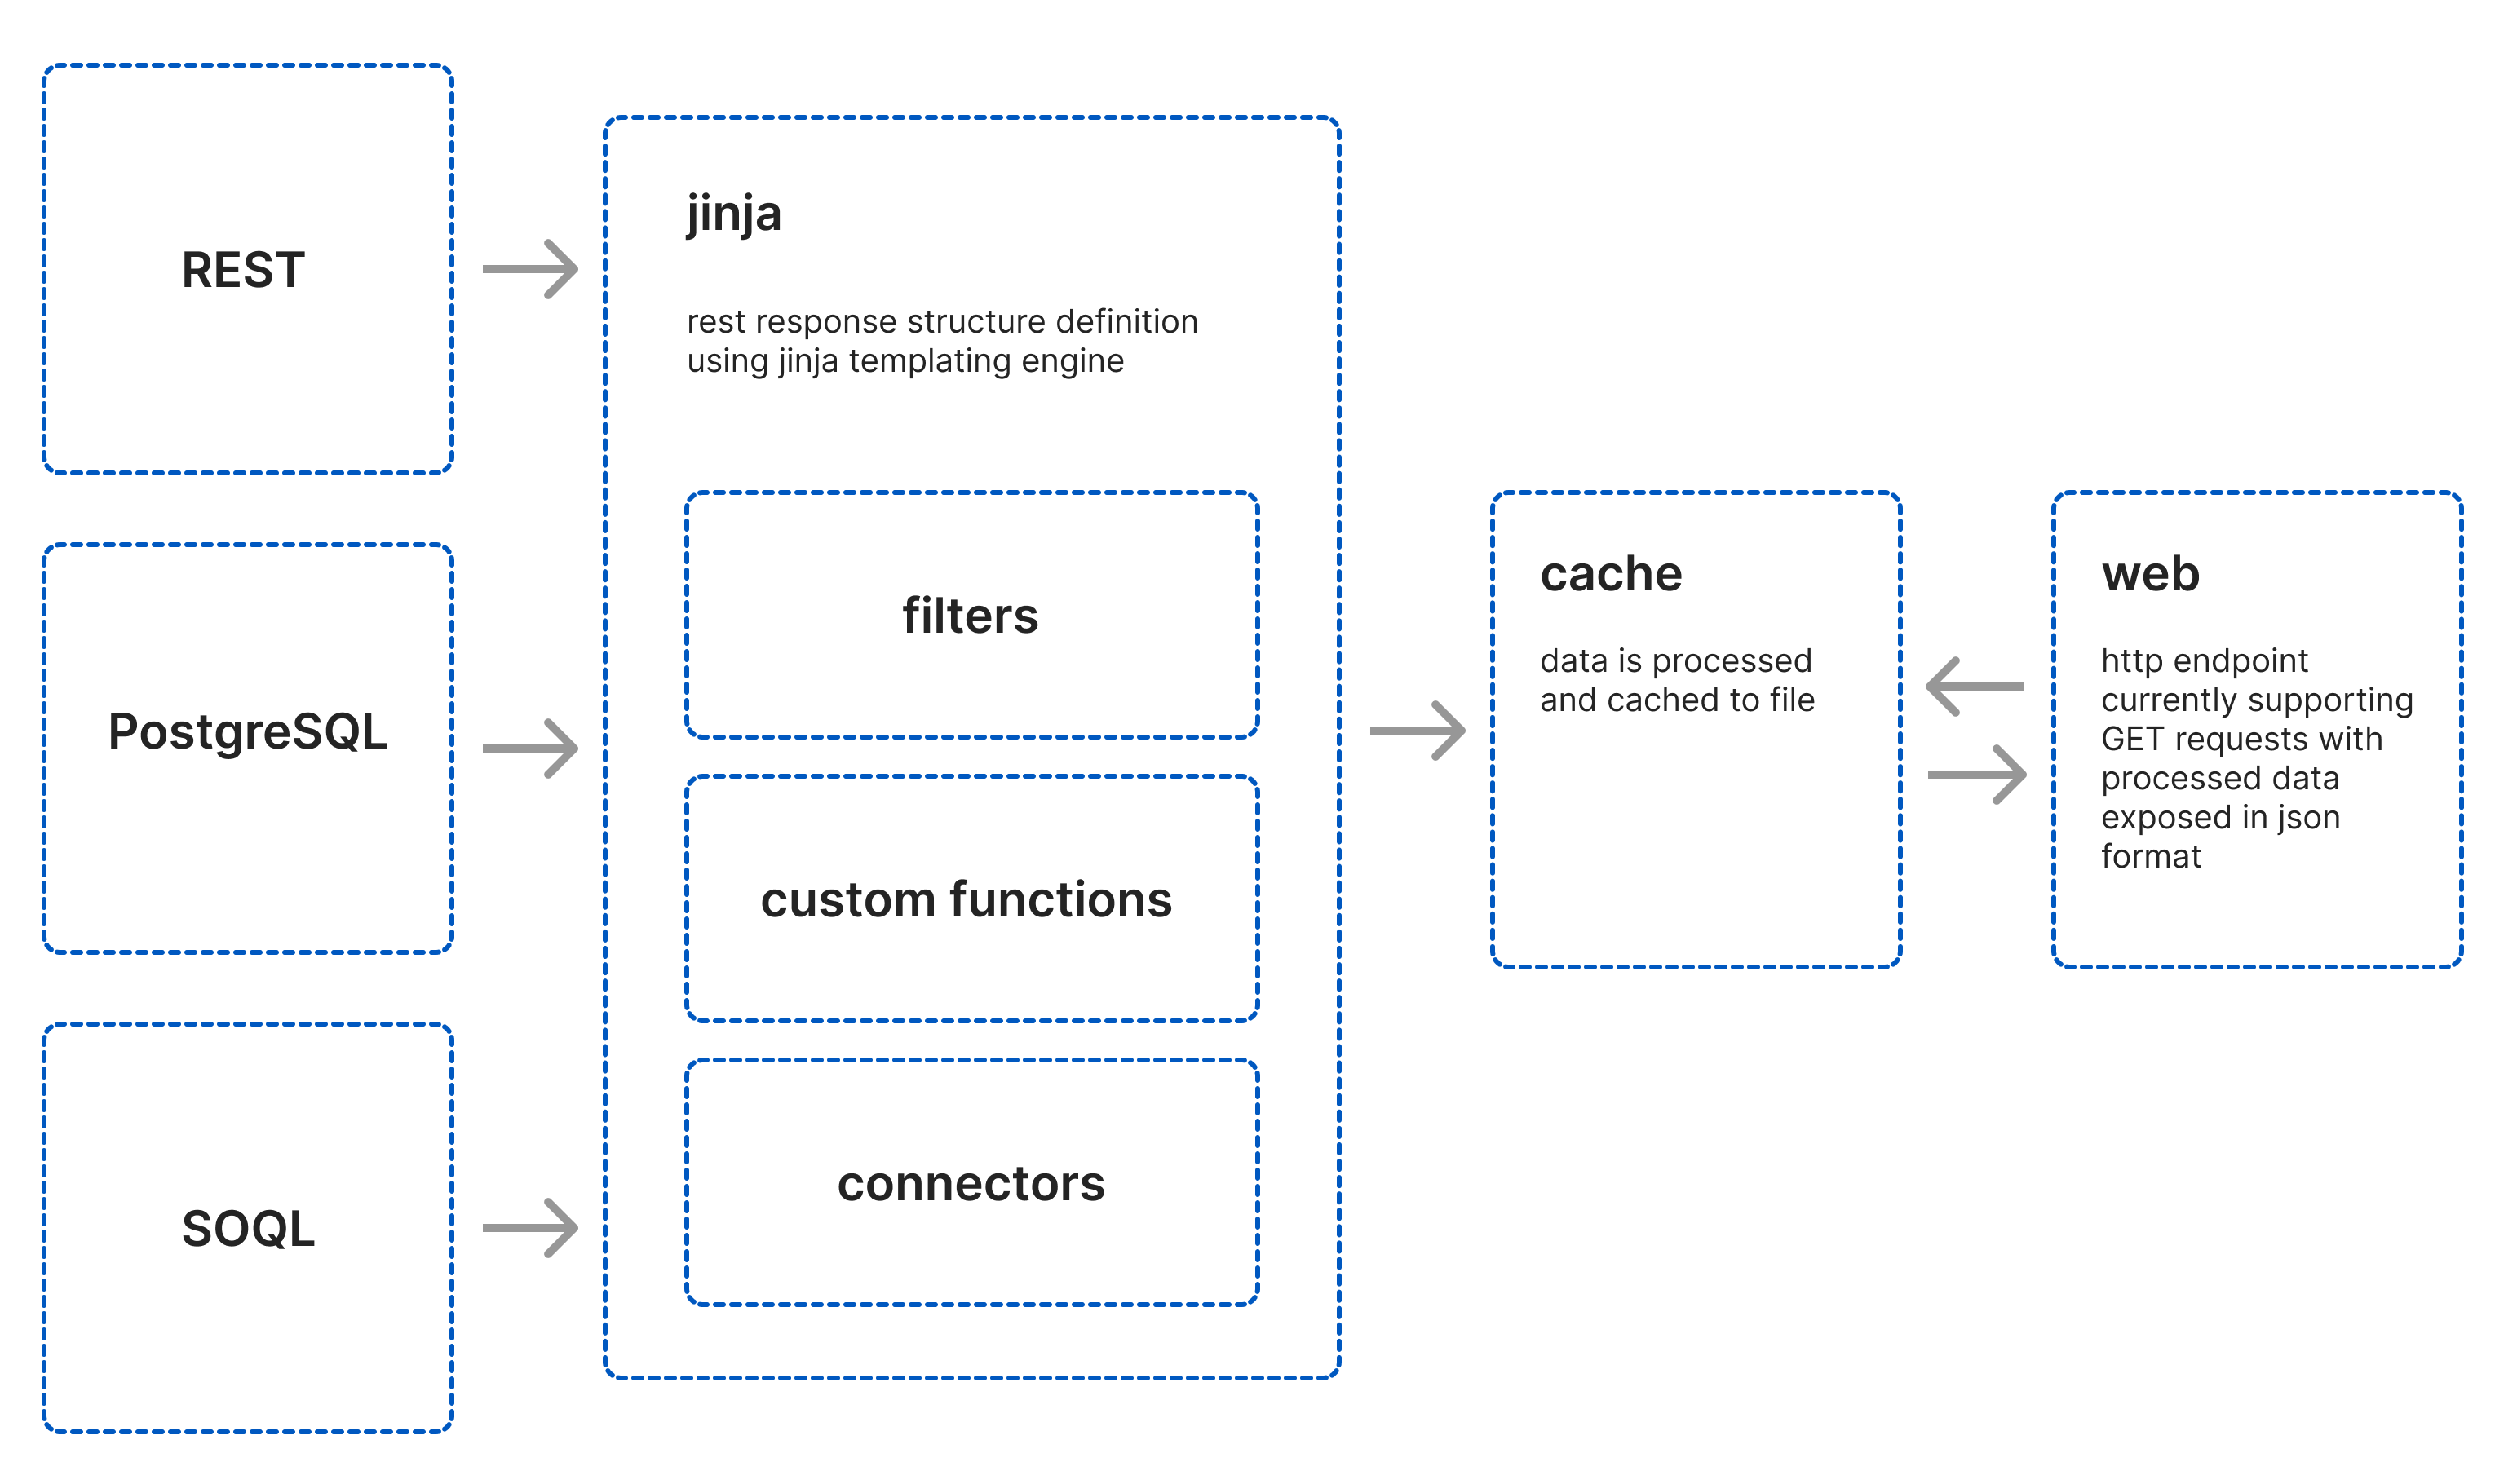 REST
PostgreSQL
SOQL
jinja
rest response structure definition
using jinja templating engine
filters
custom functions
connectors
cache
data is processed
and cached to file
web
http endpoint
currently supporting
GET requests with
processed data
exposed in json
format